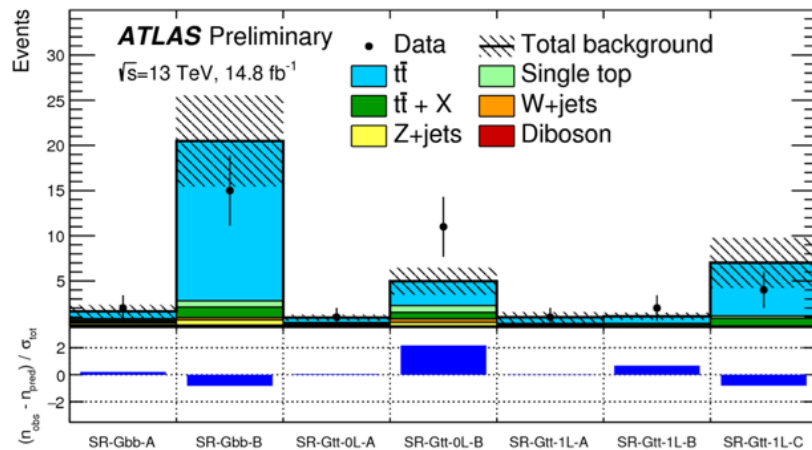 Events
35
30
25
20
15
10
5
ATLAS Preliminary
√s=13 TeV, 14.8 fb⁻¹
Data
Total background
tt̄
Single top
tt̄ + X
W+jets
Z+jets
Diboson
(n_obs - n_pred) / σ_tot
2
0
−2
SR-Gbb-A SR-Gbb-B SR-Gtt-0L-A SR-Gtt-0L-B SR-Gtt-1L-A SR-Gtt-1L-B SR-Gtt-1L-C